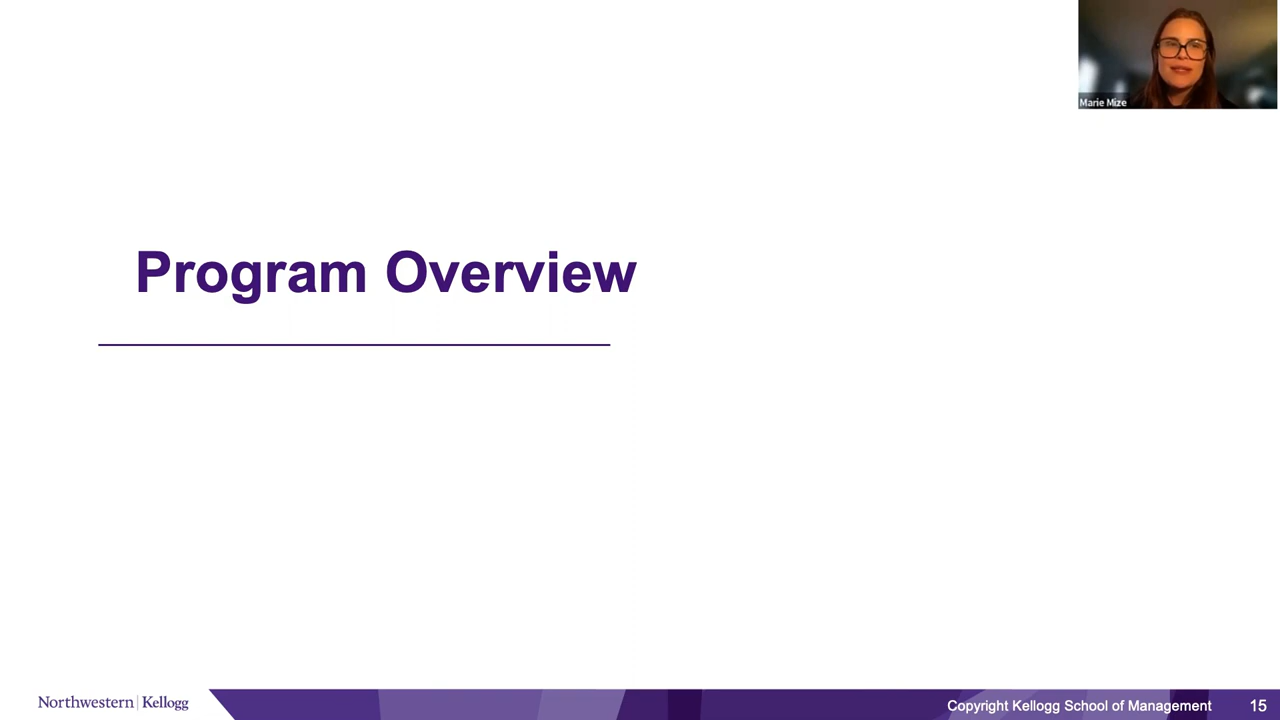 Marie Mize
Program Overview
Northwestern | Kellogg
Copyright Kellogg School of Management
15